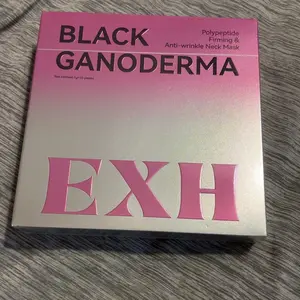 BLACK
GANODERMA
Polypeptide
Firming &
Anti-wrinkle Neck Mask
EXH